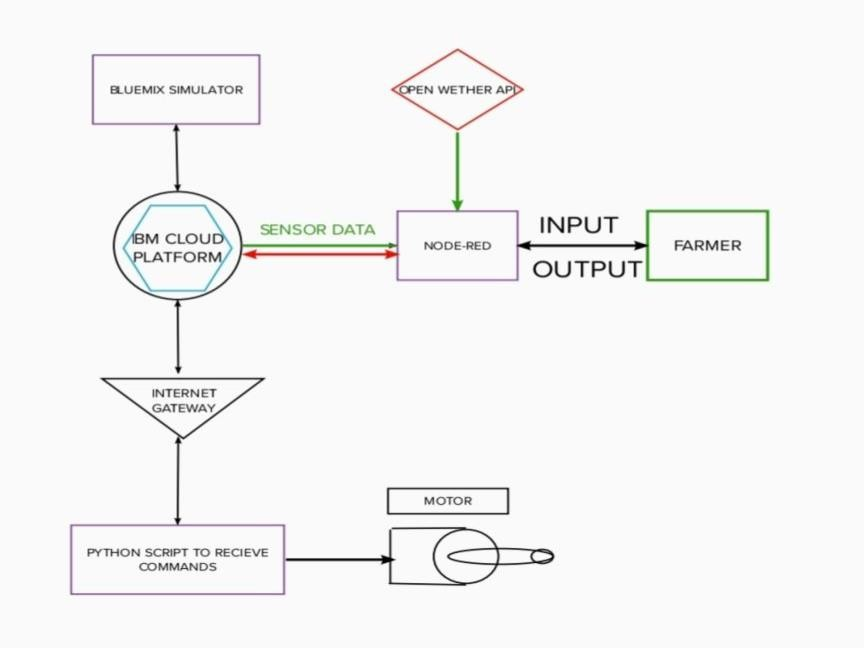 BLUEMIX SIMULATOR
OPEN WETHER API
IBM CLOUD
PLATFORM
SENSOR DATA
NODE-RED
INPUT
OUTPUT
FARMER
INTERNET
GATEWAY
MOTOR
PYTHON SCRIPT TO RECIEVE
COMMANDS